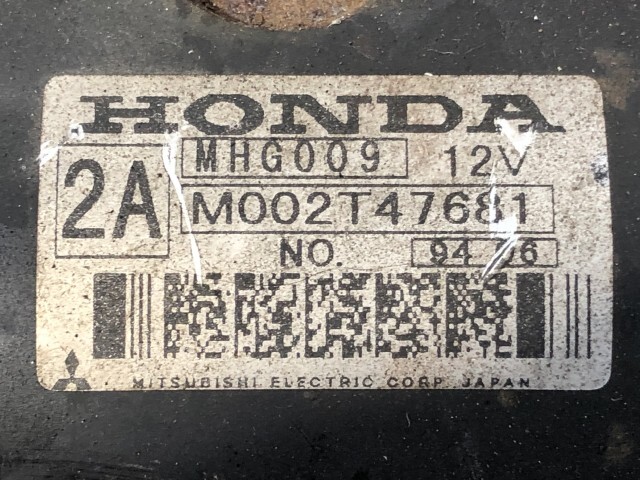 HONDA
2A
MHG009 12V
M002T47681
NO.
MITSUBISHI ELECTRIC CORP. JAPAN